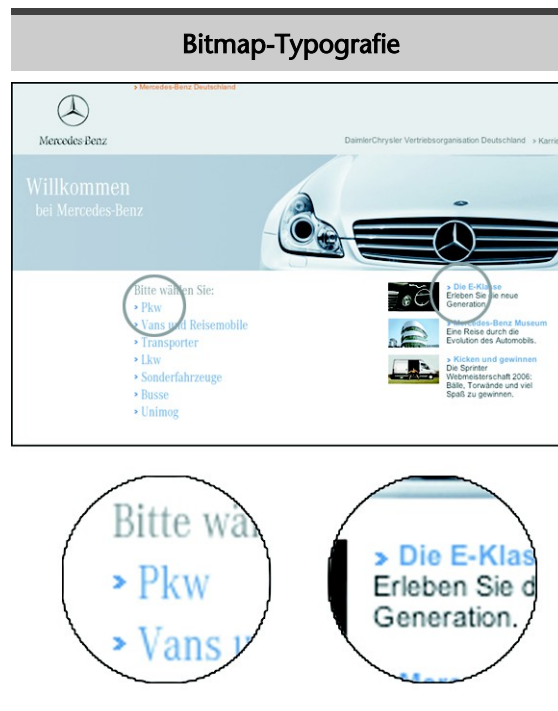 Bitmap-Typografie
› Mercedes-Benz Deutschland
Mercedes-Benz
DaimlerChrysler Vertriebsorganisation Deutschland › Karrie
Willkommen
bei Mercedes-Benz
Bitte wählen Sie:
› Pkw
› Vans und Reisemobile
› Transporter
› Lkw
› Sonderfahrzeuge
› Busse
› Unimog
› Die E-Klasse
Erleben Sie die neue
Generation.
› Mercedes-Benz Museum
Eine Reise durch die
Evolution des Automobils.
› Kicken und gewinnen
Die Sprinter
Webmeisterschaft 2006:
Bälle, Torwände und viel
Spaß zu gewinnen.
Bitte wäh
› Pkw
› Vans u
› Die E-Klas
Erleben Sie d
Generation.